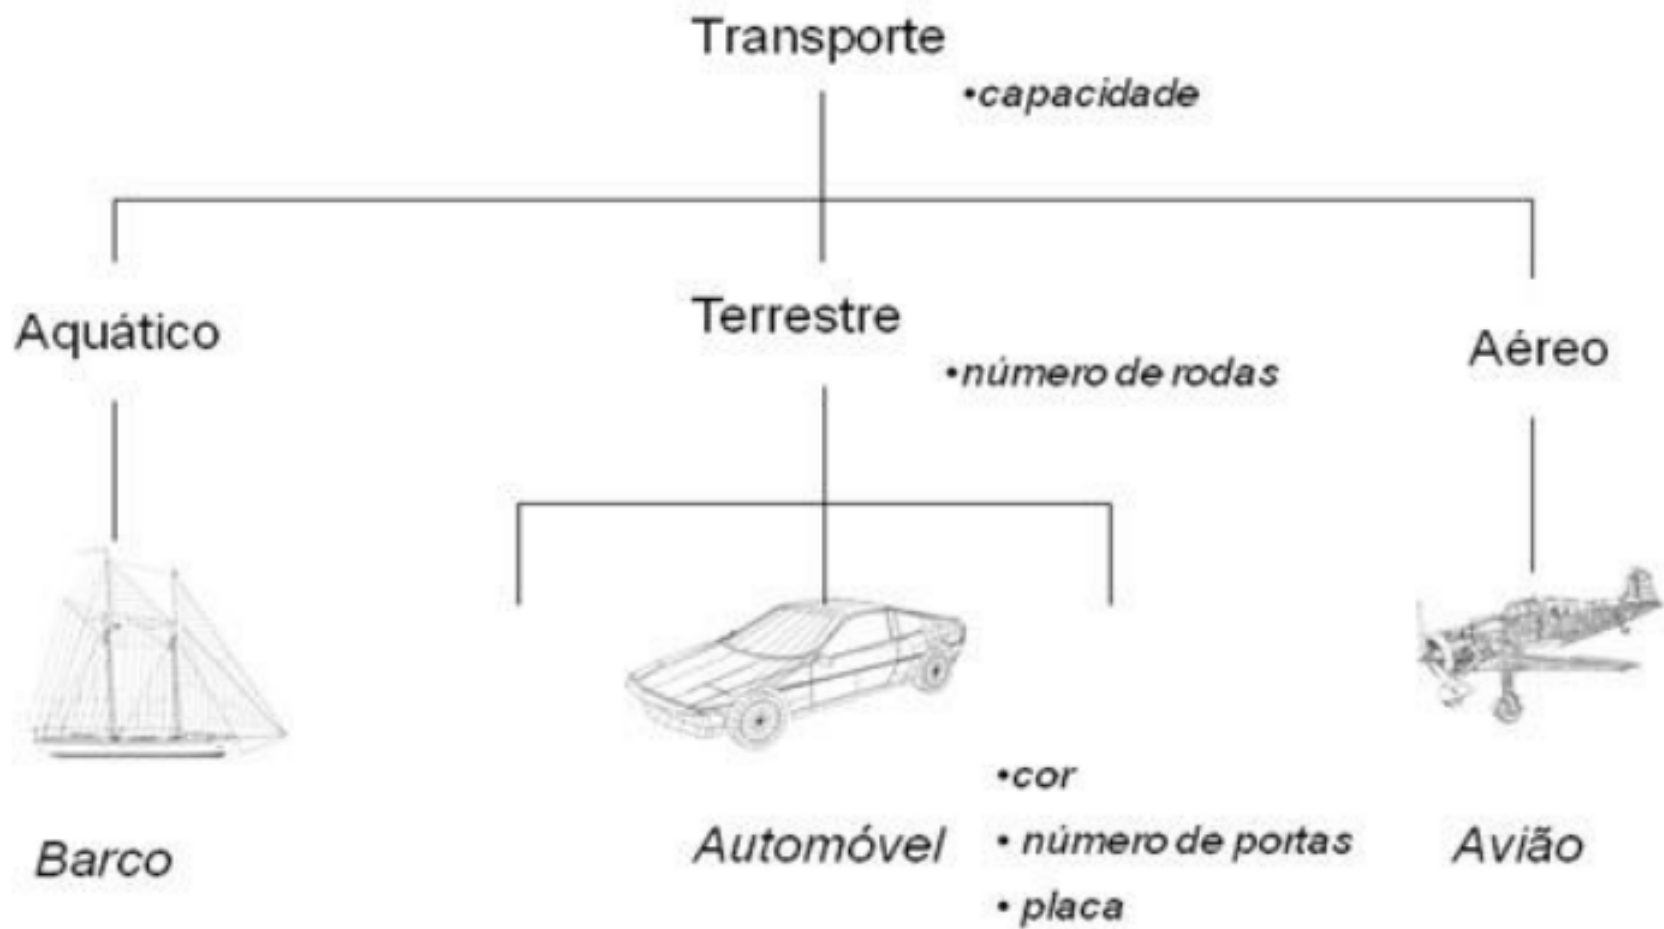 Transporte
•capacidade
Aquático
Terrestre
Aéreo
•número de rodas
•cor
Barco
Automóvel
• número de portas
Avião
• placa